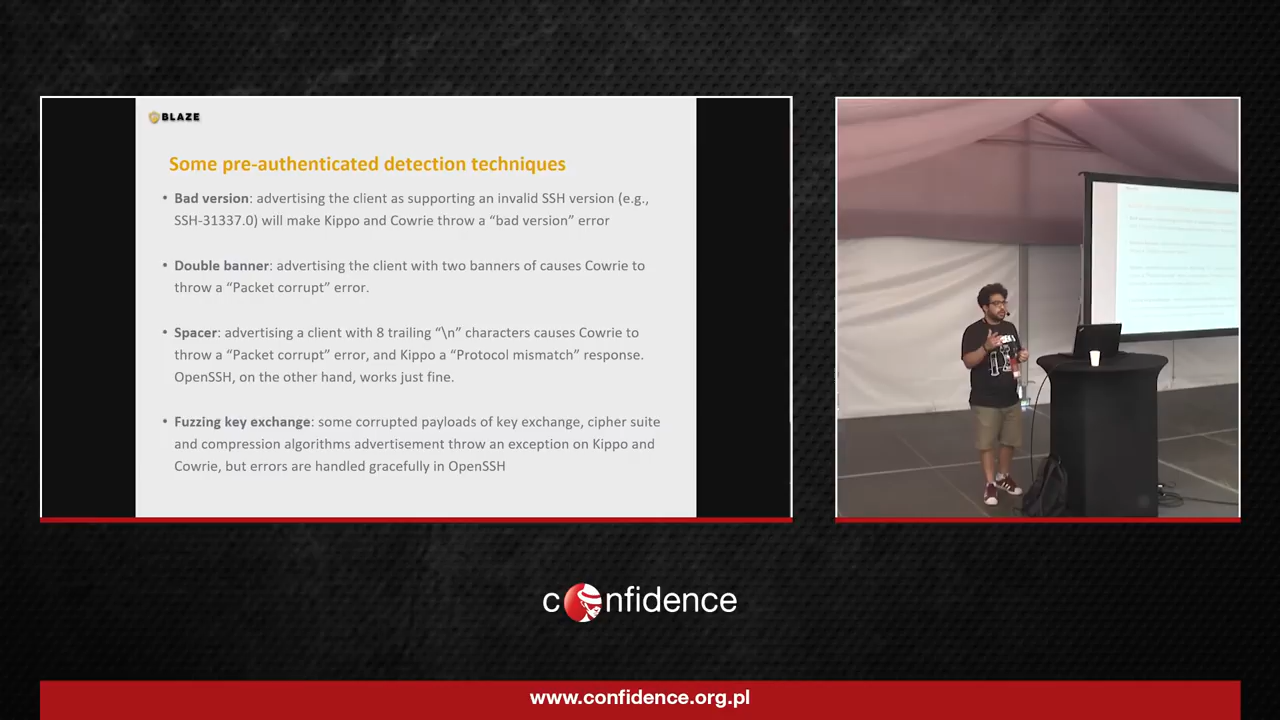 BLAZE
Some pre-authenticated detection techniques
• Bad version: advertising the client as supporting an invalid SSH version (e.g.,
SSH-31337.0) will make Kippo and Cowrie throw a “bad version” error
• Double banner: advertising the client with two banners of causes Cowrie to
throw a “Packet corrupt” error.
• Spacer: advertising a client with 8 trailing “\n” characters causes Cowrie to
throw a “Packet corrupt” error, and Kippo a “Protocol mismatch” response.
OpenSSH, on the other hand, works just fine.
• Fuzzing key exchange: some corrupted payloads of key exchange, cipher suite
and compression algorithms advertisement throw an exception on Kippo and
Cowrie, but errors are handled gracefully in OpenSSH
confidence
www.confidence.org.pl